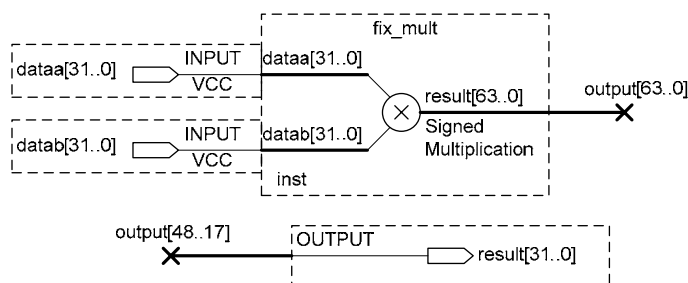 fix_mult
dataa[31..0]
INPUT
VCC
dataa[31..0]
result[63..0]
output[63..0]
datab[31..0]
INPUT
VCC
datab[31..0]
Signed
Multiplication
inst
output[48..17]
OUTPUT
result[31..0]